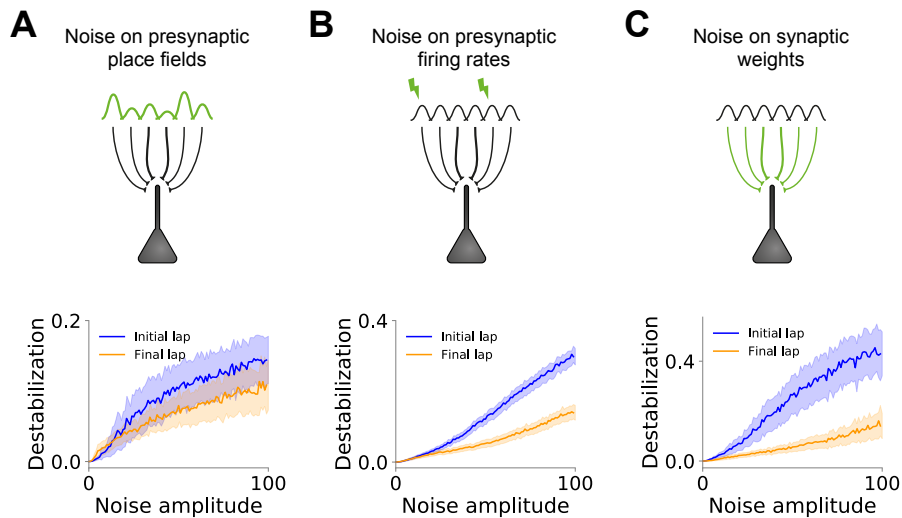 A
Noise on presynaptic
place fields
0.2
Destabilization
Initial lap
Final lap
0.0
0
100
Noise amplitude
B
Noise on presynaptic
firing rates
0.4
Destabilization
Initial lap
Final lap
0.0
0
100
Noise amplitude
C
Noise on synaptic
weights
0.4
Destabilization
Initial lap
Final lap
0.0
0
100
Noise amplitude